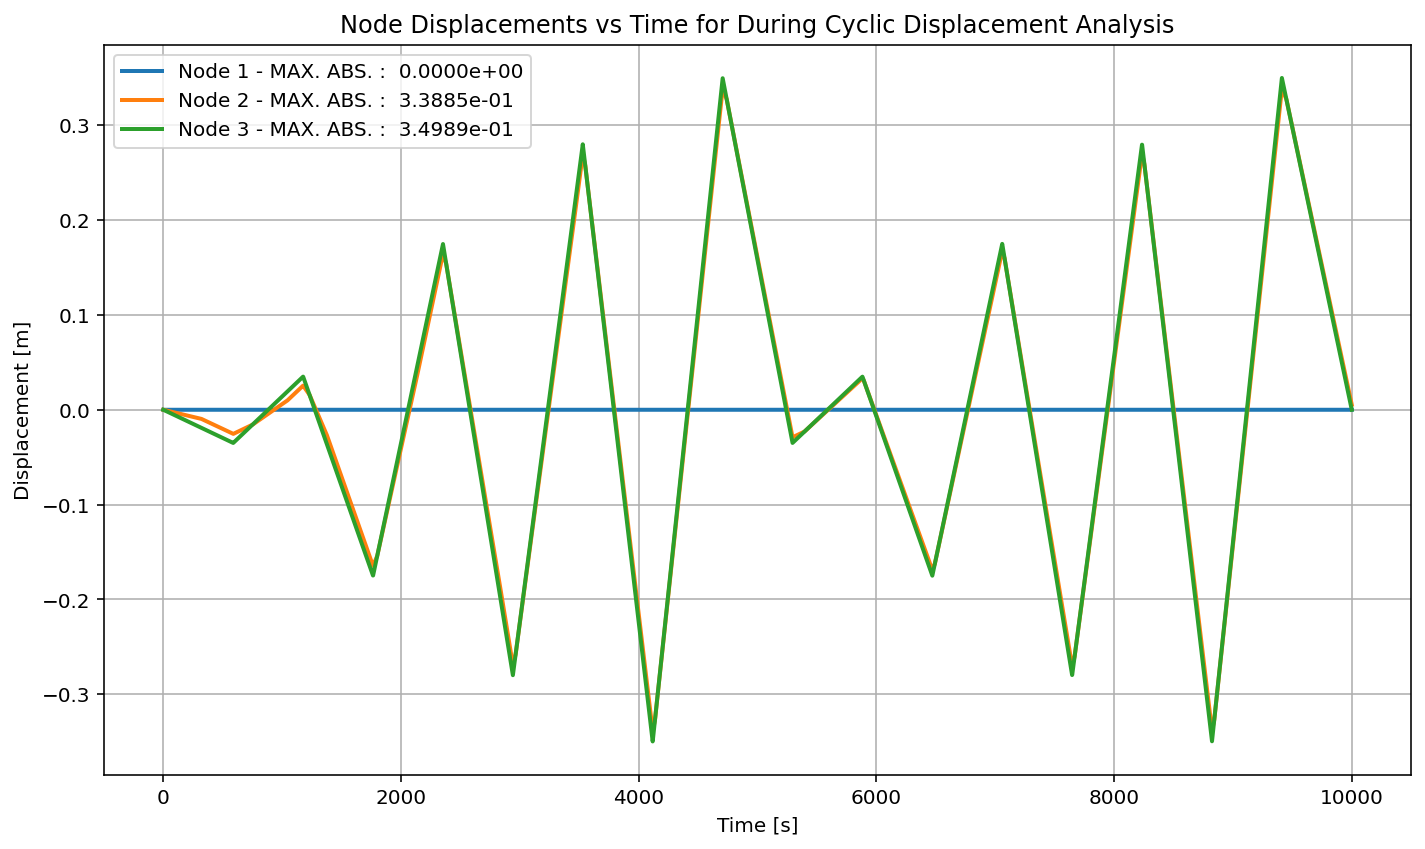 Node Displacements vs Time for During Cyclic Displacement Analysis
Node 1 - MAX. ABS. :  0.0000e+00
Node 2 - MAX. ABS. :  3.3885e-01
Node 3 - MAX. ABS. :  3.4989e-01
Displacement [m]
0.3
0.2
0.1
0.0
−0.1
−0.2
−0.3
0 2000 4000 6000 8000 10000
Time [s]